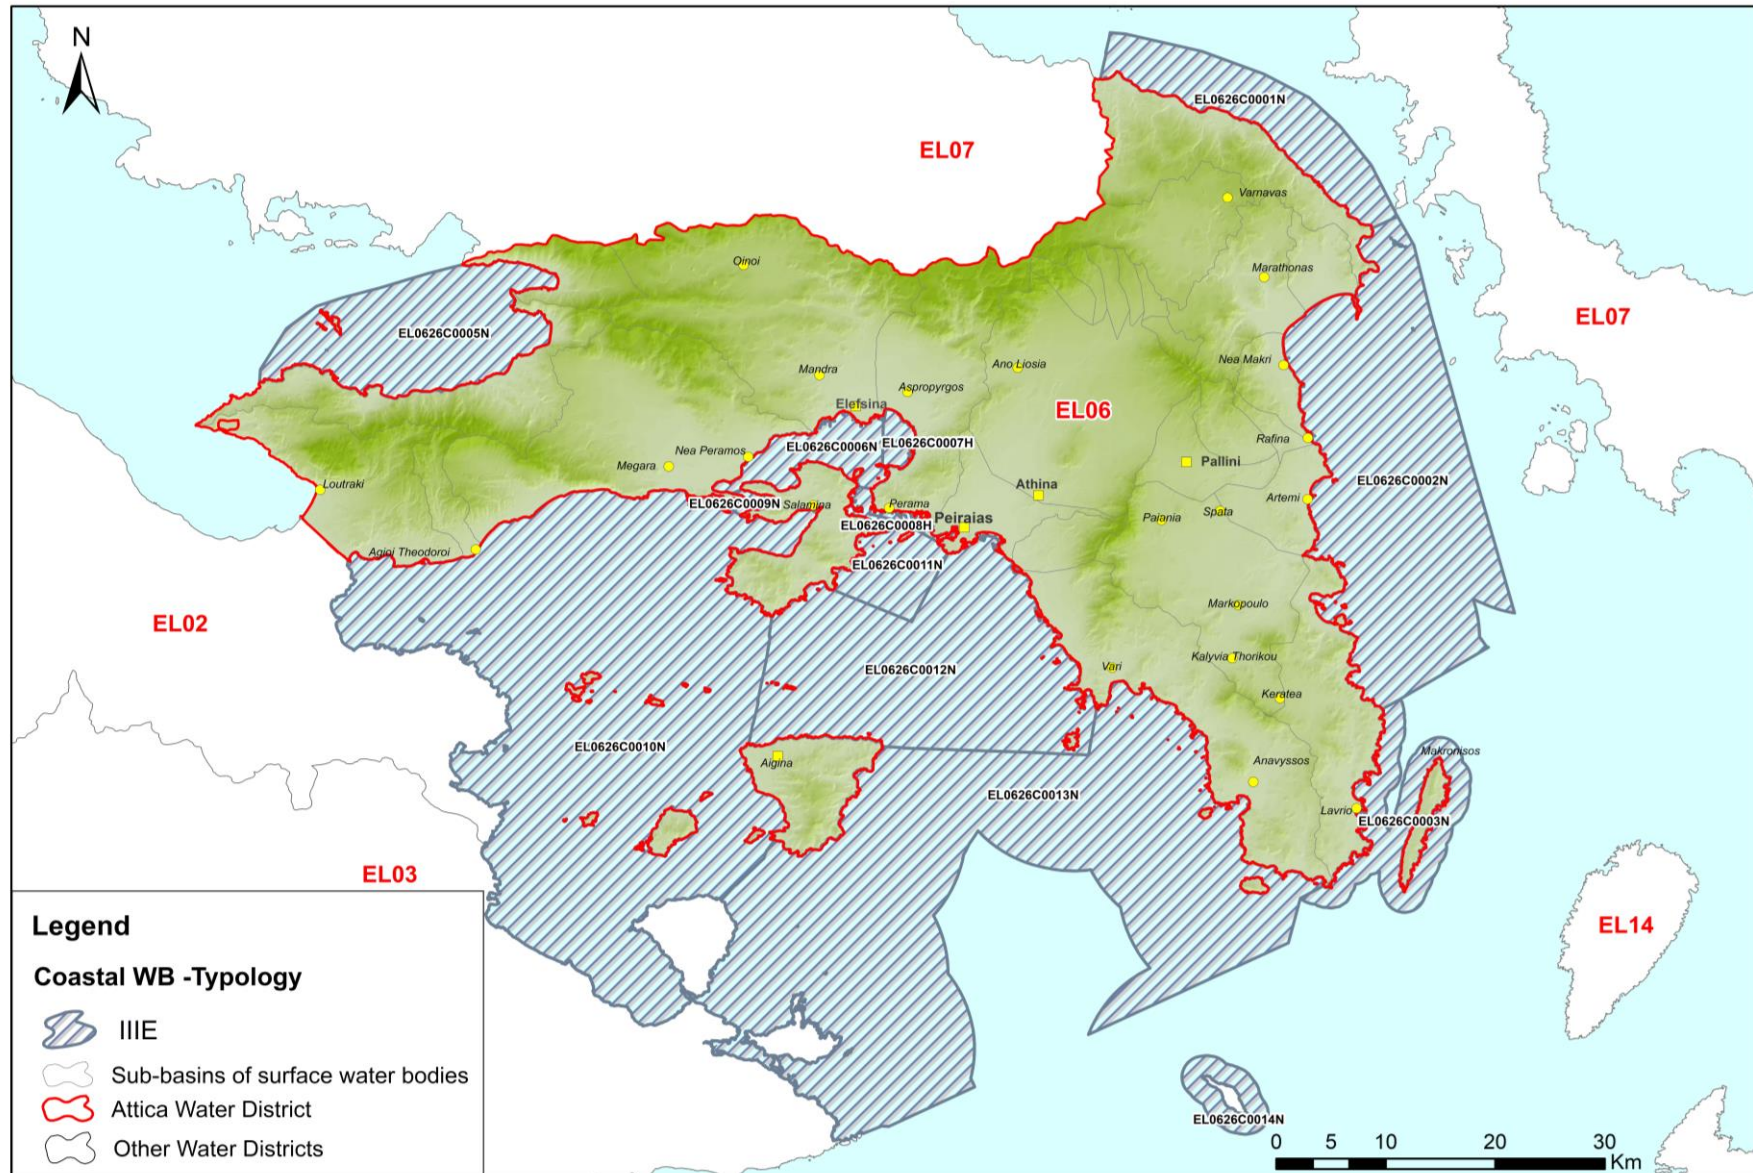 N
EL0626C0001N
EL07
Varnavas
Oinoi
Marathonas
EL07
EL0626C0005N
Nea Makri
Mandra
Ano Liosia
Aspropyrgos
Elefsina
EL06
Rafina
EL0626C0006N
EL0626C0007H
Nea Peramos
Megara
Pallini
EL0626C0002N
Loutraki
Athina
Artemi
EL0626C0009N
Salamina
Perama
Spata
Paiania
Peiraias
EL0626C0008H
Agioi Theodoroi
EL0626C0011N
Markopoulo
EL02
Kalyvia Thorikou
Vari
EL0626C0012N
Keratea
EL0626C0010N
Makronisos
Aigina
Anavyssos
EL0626C0013N
Lavrio
EL0626C0003N
EL03
EL14
Legend
Coastal WB -Typology
IIIE
Sub-basins of surface water bodies
Attica Water District
Other Water Districts
EL0626C0014N
0 5 10 20 30
Km